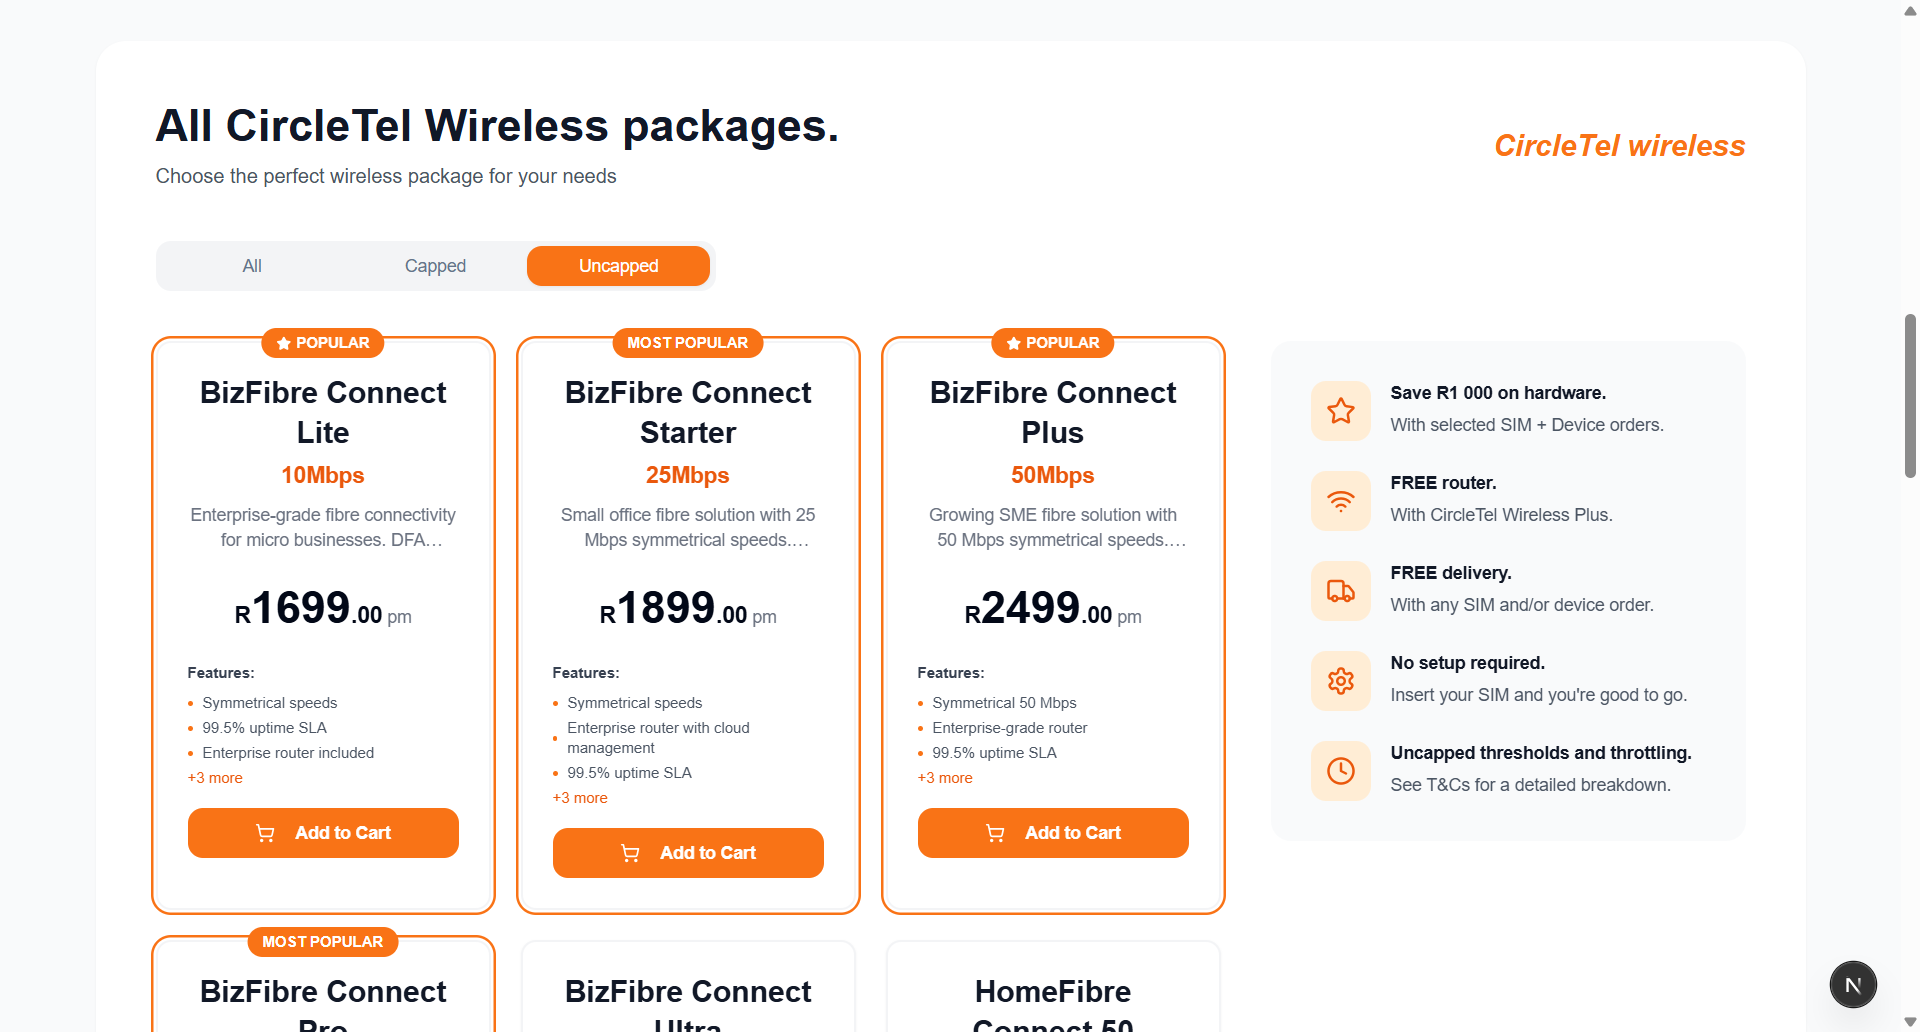 All CircleTel Wireless packages.
Choose the perfect wireless package for your needs
CircleTel wireless
All
Capped
Uncapped
POPULAR
BizFibre Connect
Lite
10Mbps
Enterprise-grade fibre connectivity
for micro businesses. DFA…
R1699.00 pm
Features:
Symmetrical speeds
99.5% uptime SLA
Enterprise router included
+3 more
Add to Cart
MOST POPULAR
BizFibre Connect
Starter
25Mbps
Small office fibre solution with 25
Mbps symmetrical speeds.…
R1899.00 pm
Features:
Symmetrical speeds
Enterprise router with cloud
management
99.5% uptime SLA
+3 more
Add to Cart
POPULAR
BizFibre Connect
Plus
50Mbps
Growing SME fibre solution with
50 Mbps symmetrical speeds.…
R2499.00 pm
Features:
Symmetrical 50 Mbps
Enterprise-grade router
99.5% uptime SLA
+3 more
Add to Cart
Save R1 000 on hardware.
With selected SIM + Device orders.
FREE router.
With CircleTel Wireless Plus.
FREE delivery.
With any SIM and/or device order.
No setup required.
Insert your SIM and you're good to go.
Uncapped thresholds and throttling.
See T&Cs for a detailed breakdown.
MOST POPULAR
BizFibre Connect
Pro
BizFibre Connect
Ultra
HomeFibre
Connect 50
N